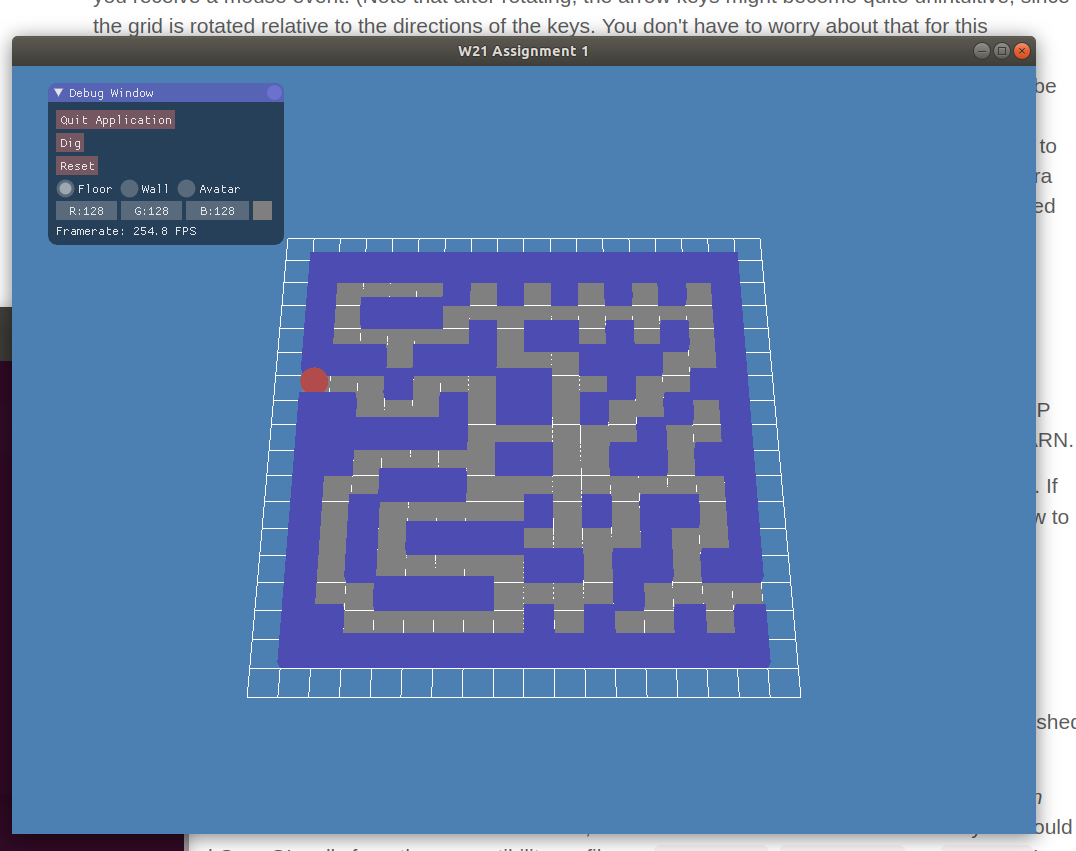 you receive a mouse event. (Note that after rotating, the arrow keys might become quite unintuitive, since
the grid is rotated relative to the directions of the keys. You don't have to worry about that for this
W21 Assignment 1
be
Debug Window
Quit Application
Dig
to
Reset
ra
Floor Wall Avatar
ed
R:128 G:128 B:128
Framerate: 254.8 FPS
P
ARN.
. If
w to
shed
n
ould